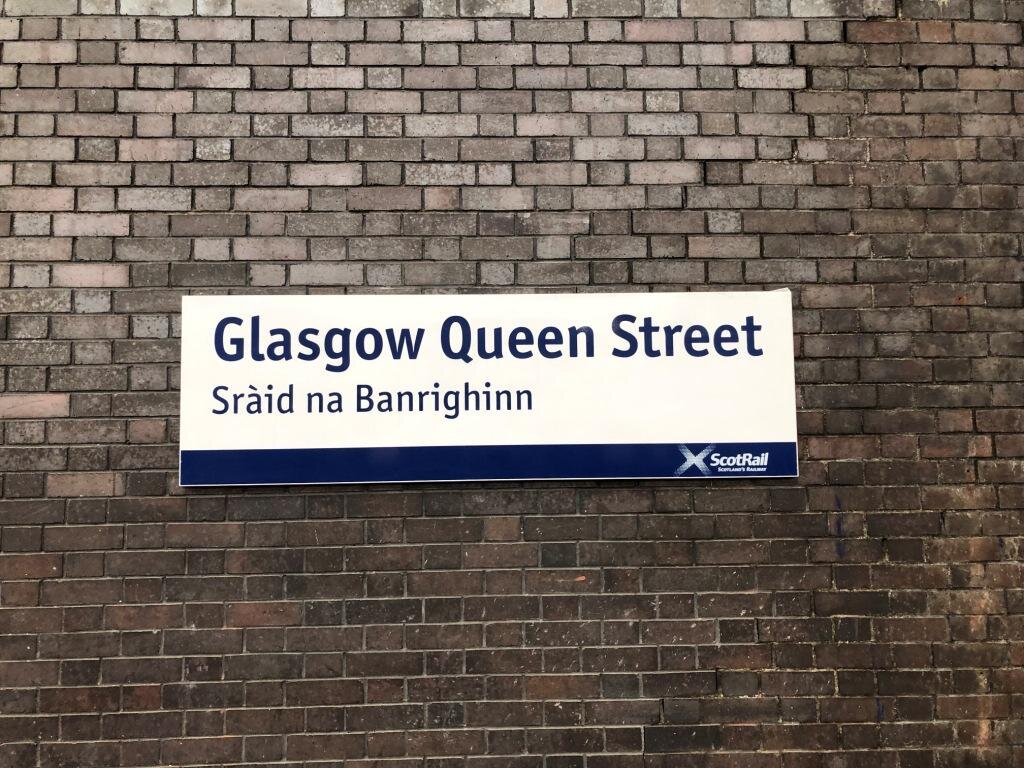 Glasgow Queen Street
Sràid na Banrighinn
ScotRail
SCOTLAND'S RAILWAY